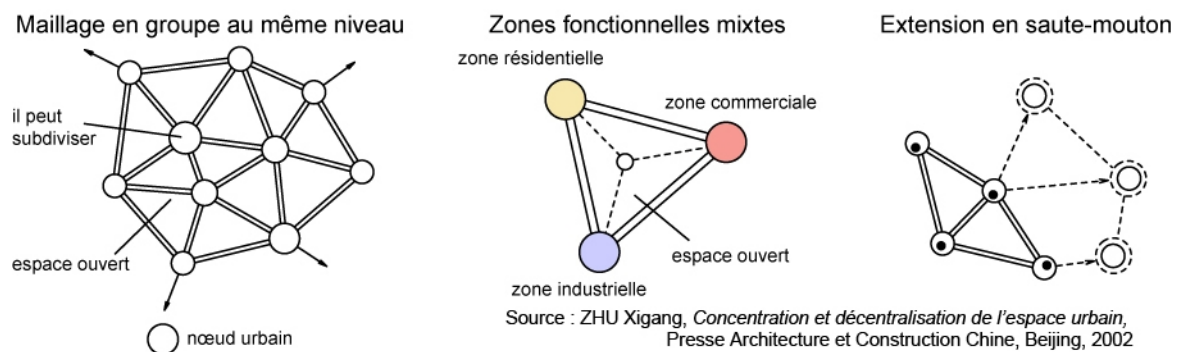 Maillage en groupe au même niveau
il peut
subdiviser
espace ouvert
nœud urbain
Zones fonctionnelles mixtes
zone résidentielle
zone commerciale
espace ouvert
zone industrielle
Extension en saute-mouton
Source : ZHU Xigang, Concentration et décentralisation de l'espace urbain,
Presse Architecture et Construction Chine, Beijing, 2002